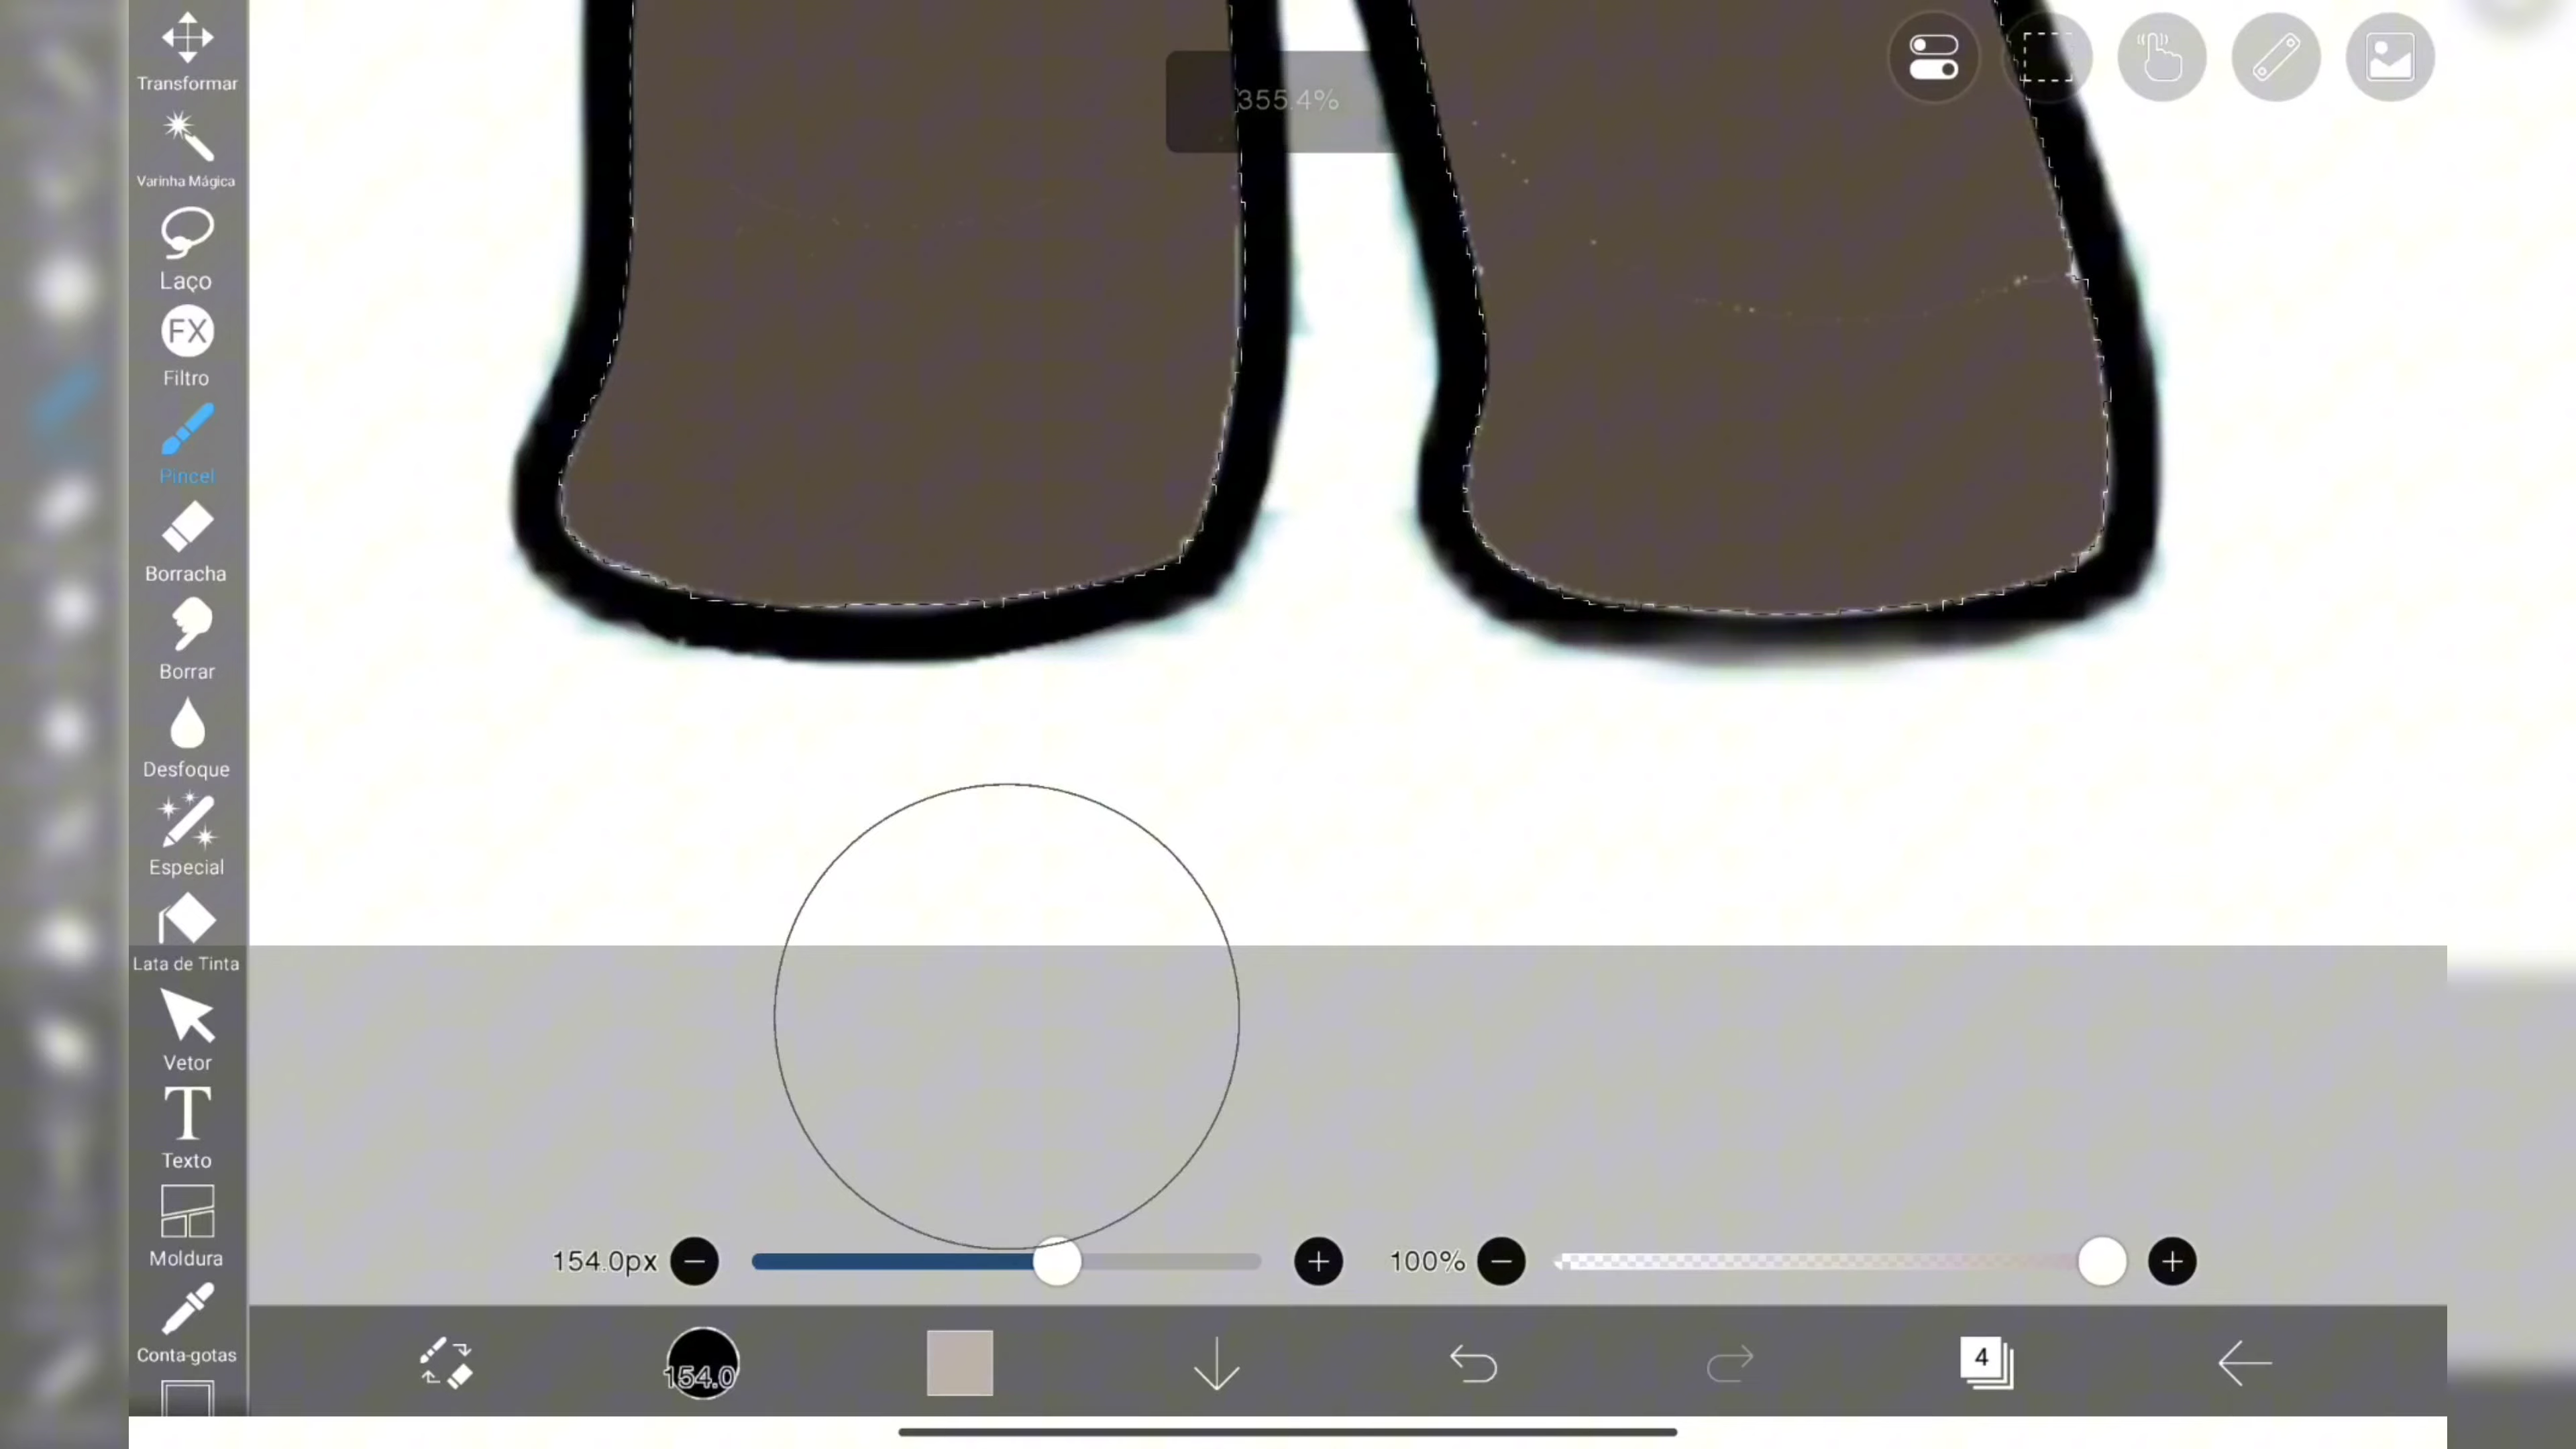 Transformar
355.4%
Varinha Mágica
Laço
FX
Filtro
Pincel
Borracha
Borrar
Desfoque
Especial
Lata de Tinta
Vetor
T
Texto
Moldura
154.0px
100%
Conta-gotas
154.0
4